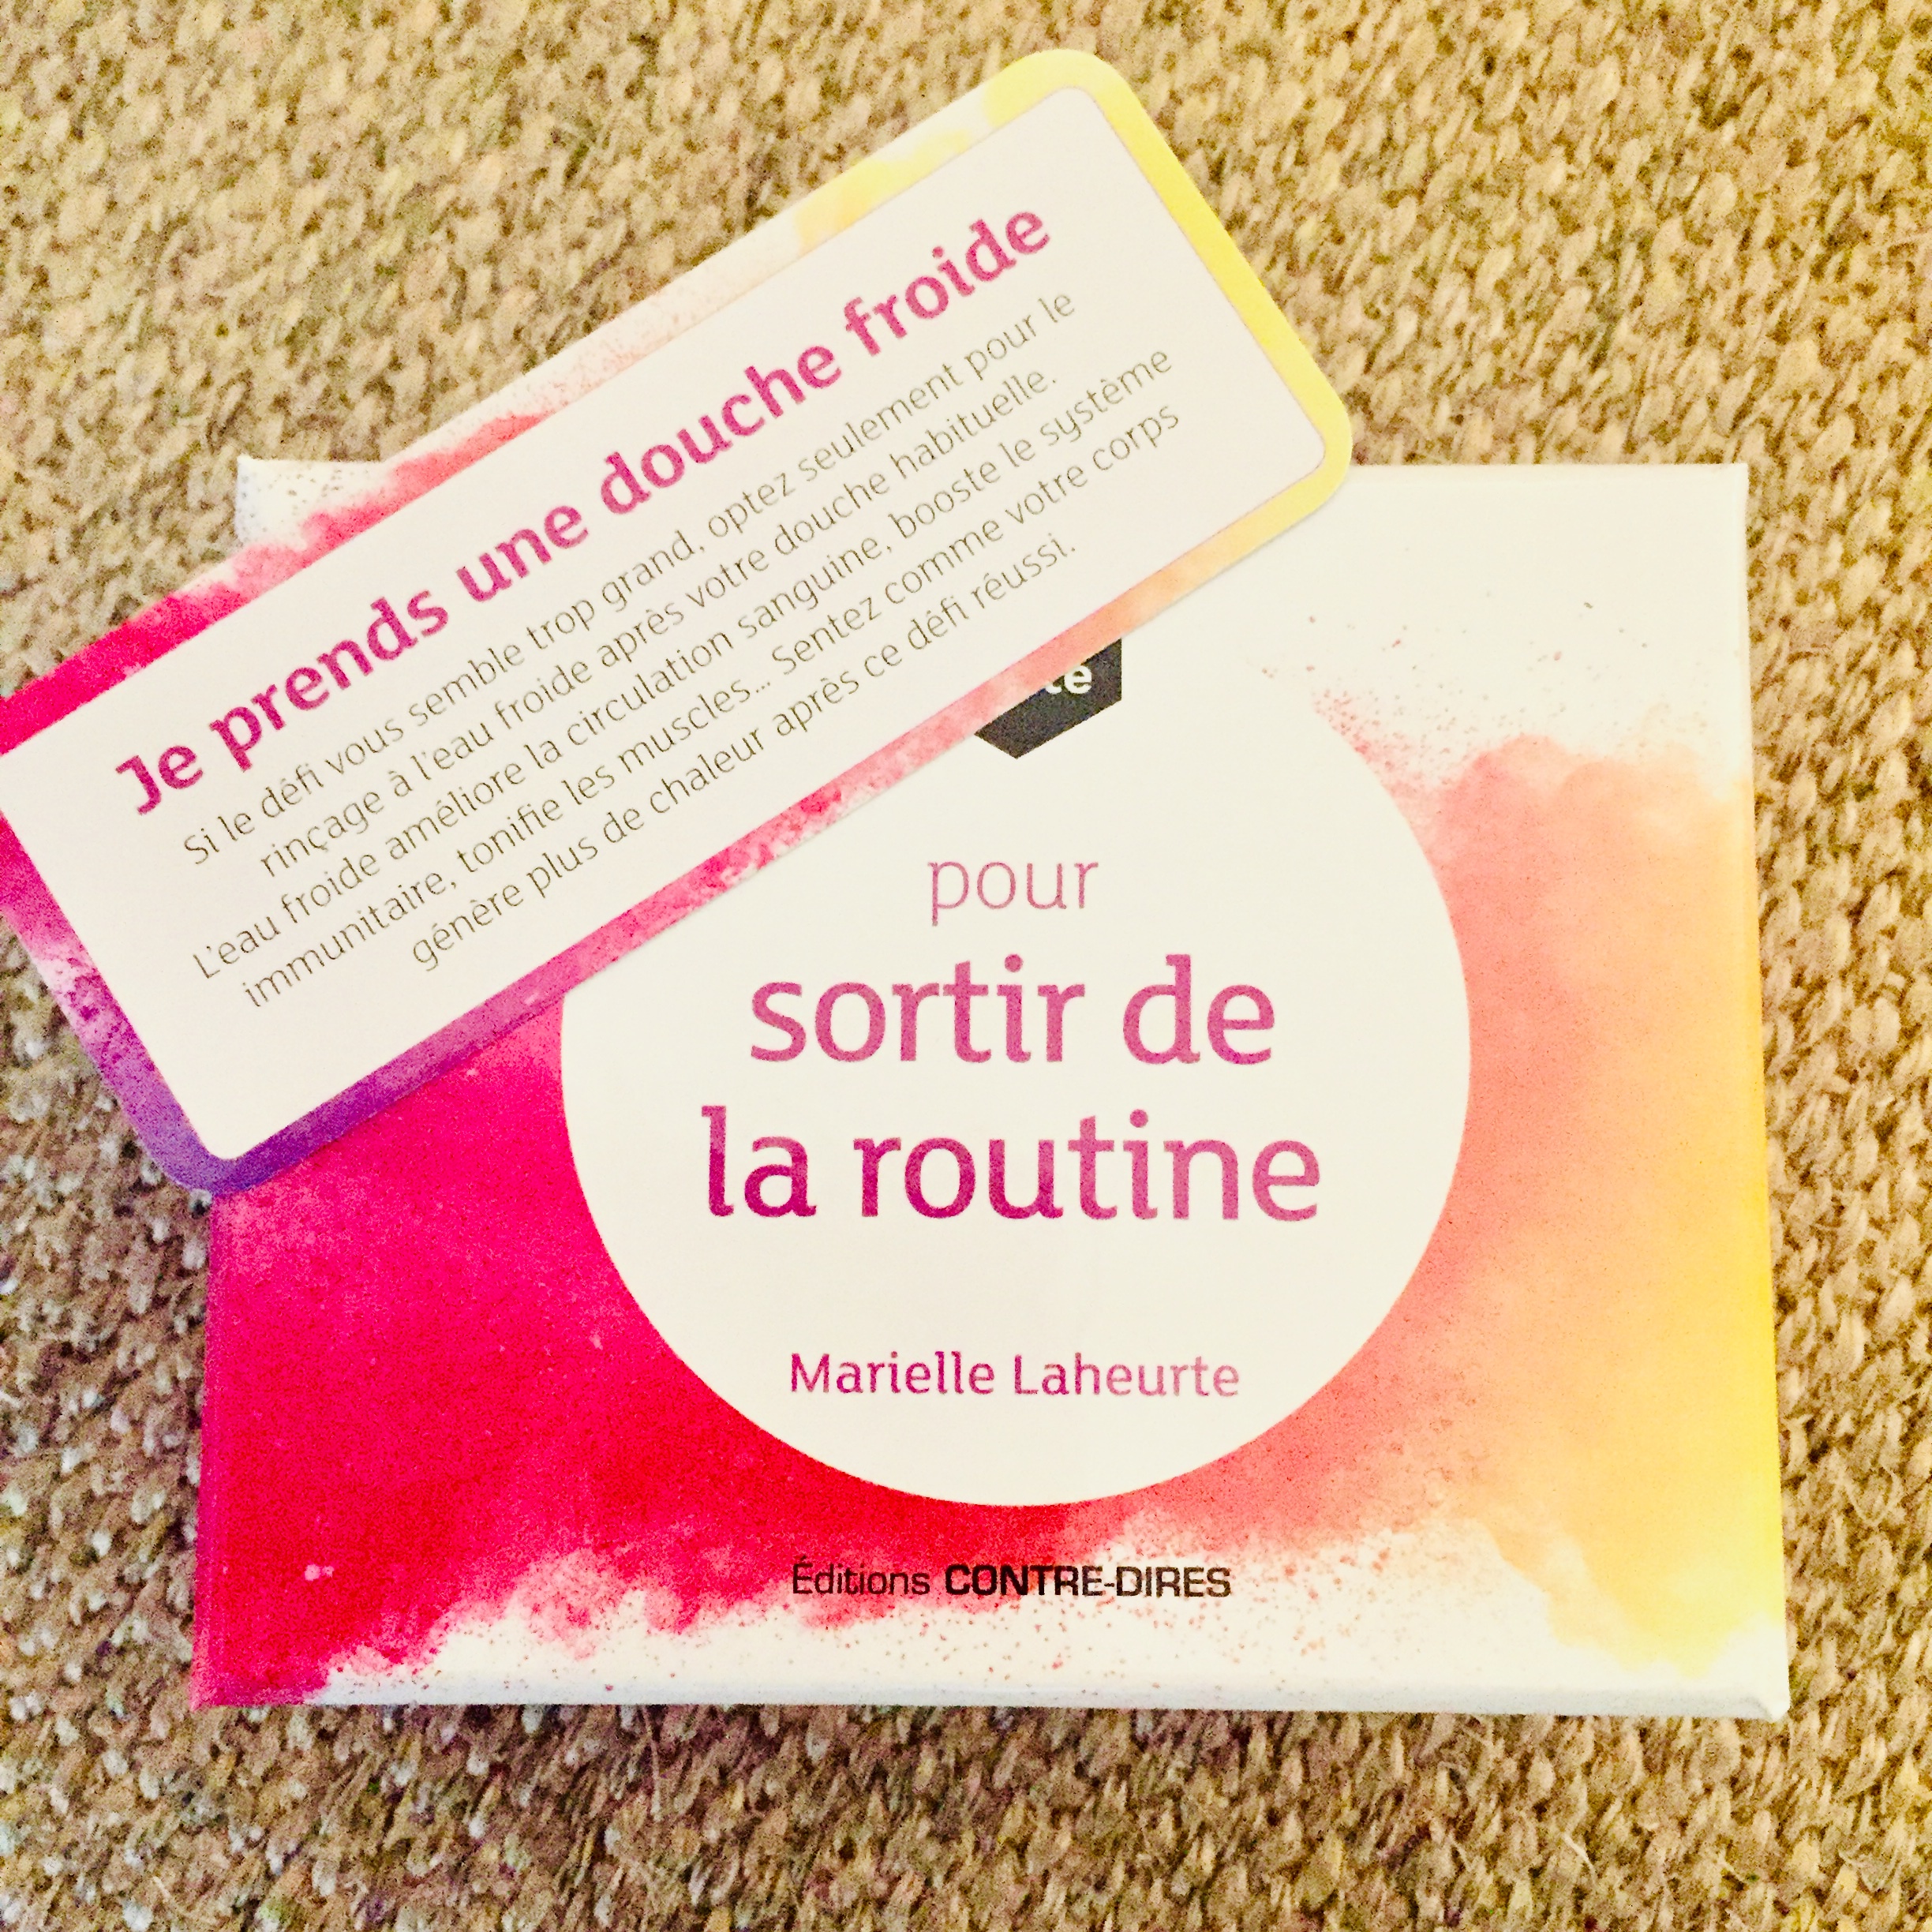 Je prends une douche froide
Si le défi vous semble trop grand, optez seulement pour le
rinçage à l'eau froide après votre douche habituelle.
L'eau froide améliore la circulation sanguine, booste le système
immunitaire, tonifie les muscles... Sentez comme votre corps
génère plus de chaleur après ce défi réussi.
pour
sortir de
la routine
Marielle Laheurte
Éditions CONTRE-DIRES